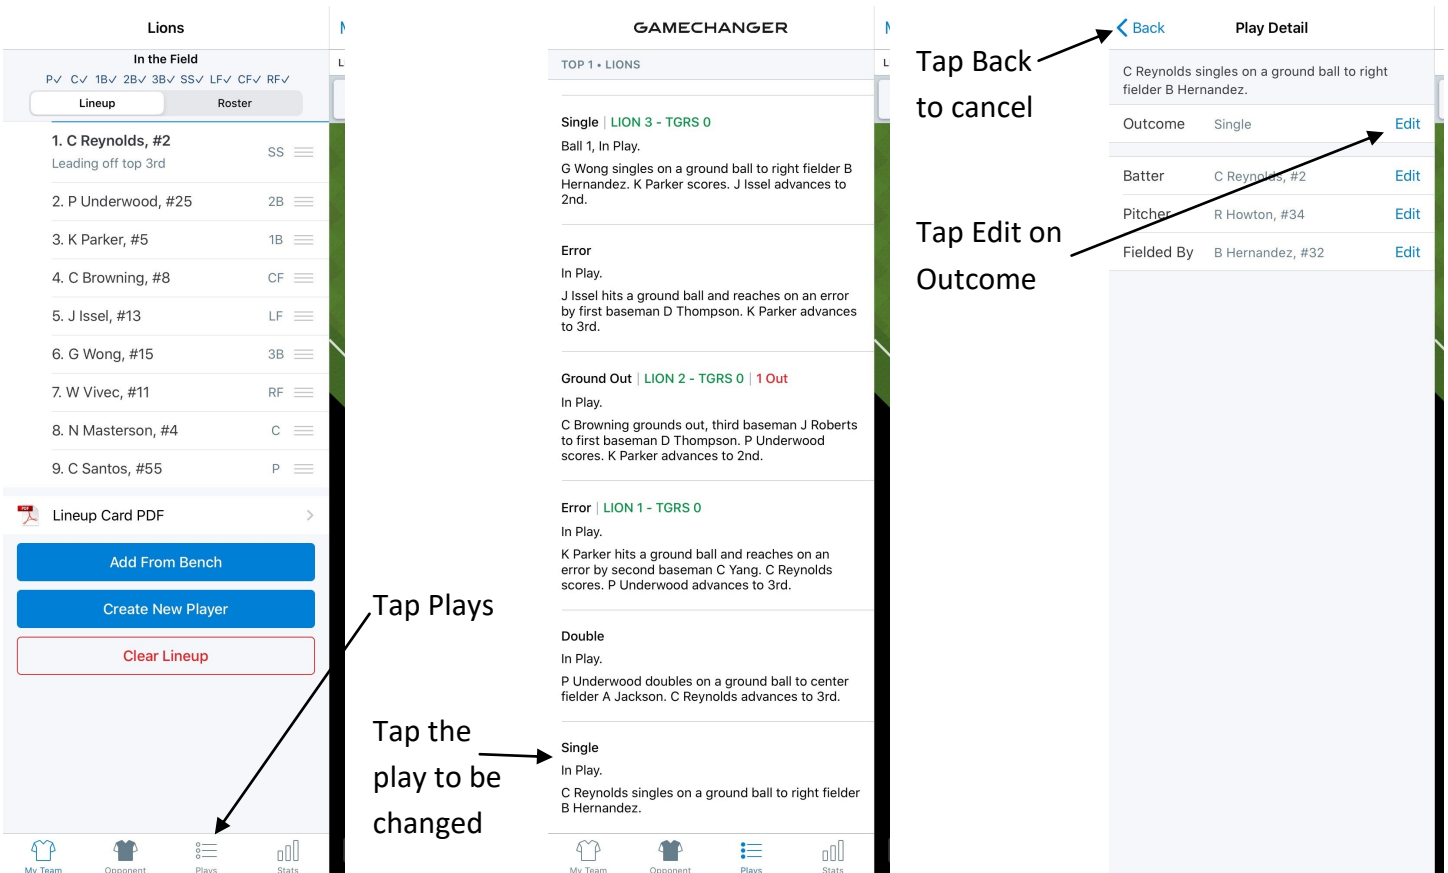 Lions
In the Field
P✓ C✓ 1B✓ 2B✓ 3B✓ SS✓ LF✓ CF✓ RF✓
Lineup Roster
1. C Reynolds, #2
Leading off top 3rd
SS
2. P Underwood, #25 2B
3. K Parker, #5 1B
4. C Browning, #8 CF
5. J Issel, #13 LF
6. G Wong, #15 3B
7. W Vivec, #11 RF
8. N Masterson, #4 C
9. C Santos, #55 P
PDF
Lineup Card PDF
Add From Bench
Create New Player
Clear Lineup
My Team Opponent Plays Stats
Tap Plays
Tap the
play to be
changed
GAMECHANGER
TOP 1 • LIONS
Single | LION 3 - TGRS 0
Ball 1, In Play.
G Wong singles on a ground ball to right fielder B
Hernandez. K Parker scores. J Issel advances to
2nd.
Error
In Play.
J Issel hits a ground ball and reaches on an error
by first baseman D Thompson. K Parker advances
to 3rd.
Ground Out | LION 2 - TGRS 0 | 1 Out
In Play.
C Browning grounds out, third baseman J Roberts
to first baseman D Thompson. P Underwood
scores. K Parker advances to 2nd.
Error | LION 1 - TGRS 0
In Play.
K Parker hits a ground ball and reaches on an
error by second baseman C Yang. C Reynolds
scores. P Underwood advances to 3rd.
Double
In Play.
P Underwood doubles on a ground ball to center
fielder A Jackson. C Reynolds advances to 3rd.
Single
In Play.
C Reynolds singles on a ground ball to right fielder
B Hernandez.
My Team Opponent Plays Stats
Tap Back
to cancel
Tap Edit on
Outcome
Back Play Detail
C Reynolds singles on a ground ball to right
fielder B Hernandez.
Outcome Single Edit
Batter C Reynolds, #2 Edit
Pitcher R Howton, #34 Edit
Fielded By B Hernandez, #32 Edit